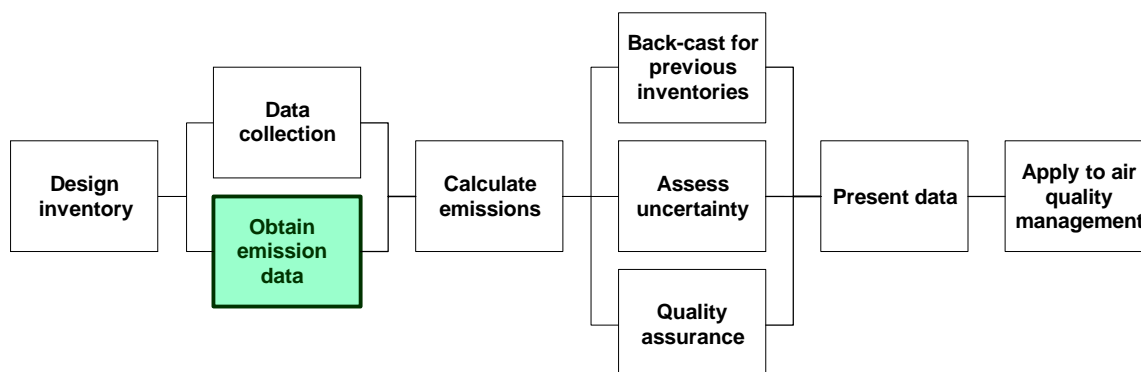 Design
inventory
Data
collection
Obtain
emission
data
Calculate
emissions
Back-cast for
previous
inventories
Assess
uncertainty
Quality
assurance
Present data
Apply to air
quality
management